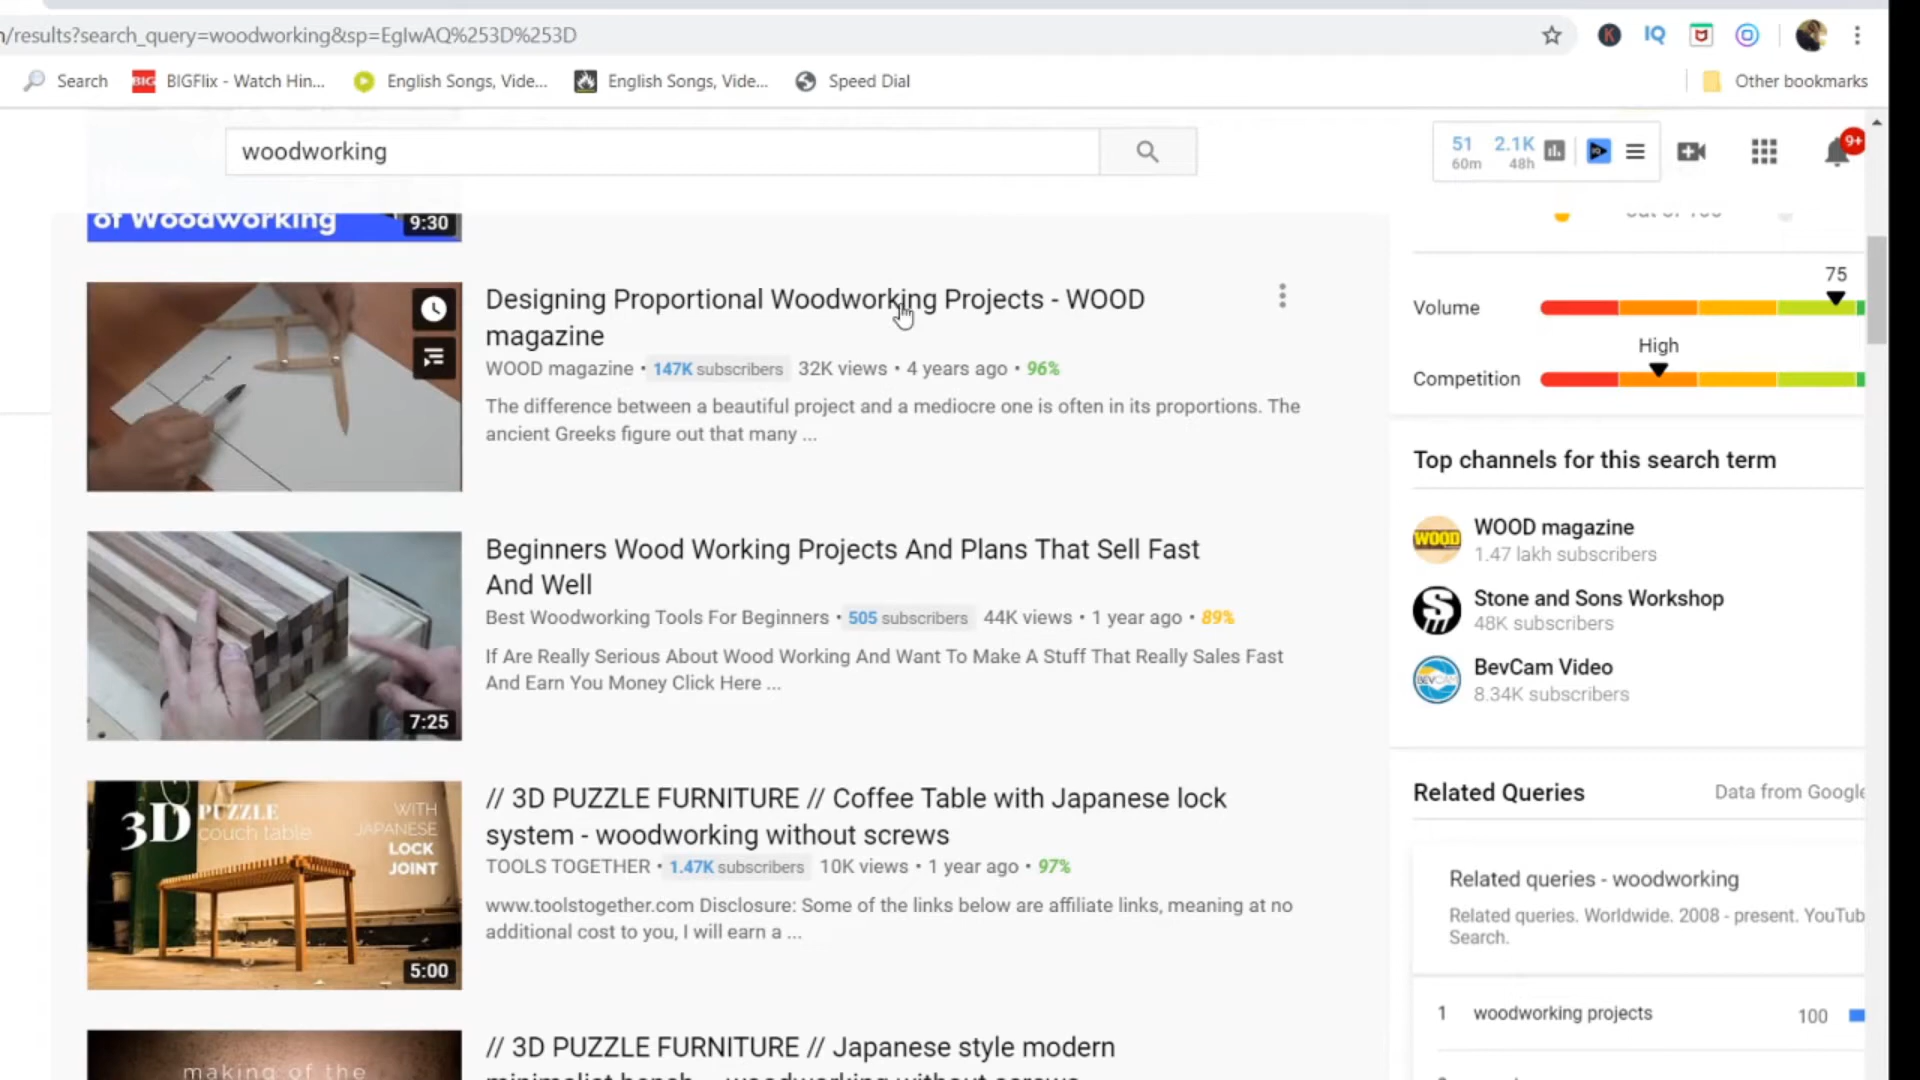 /results?search_query=woodworking&sp=EgIwAQ%253D%253D
K
IQ
Search
BIG
BIGFlix - Watch Hin...
English Songs, Vide...
English Songs, Vide...
Speed Dial
Other bookmarks
woodworking
51
60m
2.1K
48h
9+
of Woodworking
9:30
Designing Proportional Woodworking Projects - WOOD
magazine
WOOD magazine • 147K subscribers 32K views • 4 years ago • 96%
The difference between a beautiful project and a mediocre one is often in its proportions. The
ancient Greeks figure out that many ...
Beginners Wood Working Projects And Plans That Sell Fast
And Well
Best Woodworking Tools For Beginners • 505 subscribers 44K views • 1 year ago • 89%
If Are Really Serious About Wood Working And Want To Make A Stuff That Really Sales Fast
And Earn You Money Click Here ...
7:25
3D PUZZLE
couch table
WITH
JAPANESE
LOCK
JOINT
5:00
// 3D PUZZLE FURNITURE // Coffee Table with Japanese lock
system - woodworking without screws
TOOLS TOGETHER • 1.47K subscribers 10K views • 1 year ago • 97%
www.toolstogether.com Disclosure: Some of the links below are affiliate links, meaning at no
additional cost to you, I will earn a ...
making of the
// 3D PUZZLE FURNITURE // Japanese style modern
minimalist bench - woodworking without screws
out of 100
75
Volume
High
Competition
Top channels for this search term
WOOD
WOOD magazine
1.47 lakh subscribers
Stone and Sons Workshop
48K subscribers
BEVCAM
BevCam Video
8.34K subscribers
Related Queries
Data from Google
Related queries - woodworking
Related queries. Worldwide. 2008 - present. YouTub
Search.
1 woodworking projects 100